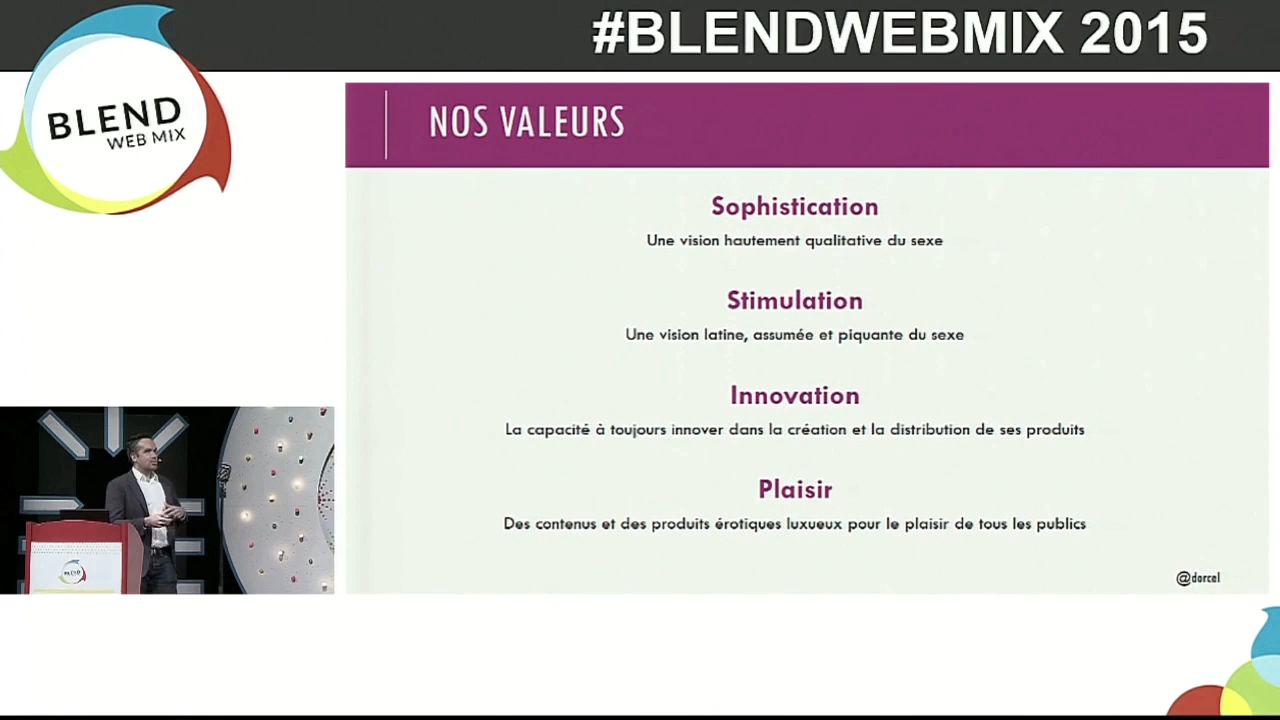 #BLENDWEBMIX 2015
BLEND
WEB MIX
NOS VALEURS
Sophistication
Une vision hautement qualitative du sexe
Stimulation
Une vision latine, assumée et piquante du sexe
Innovation
La capacité à toujours innover dans la création et la distribution de ses produits
Plaisir
Des contenus et des produits érotiques luxueux pour le plaisir de tous les publics
@dorcel
BLEND